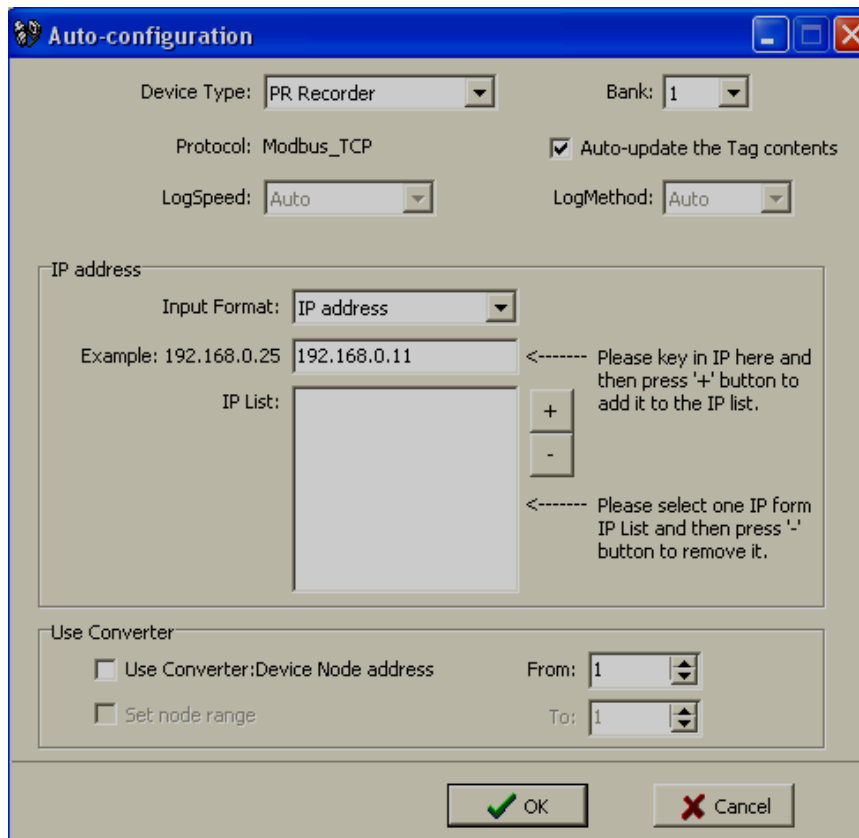 Auto-configuration
Device Type: PR Recorder Bank: 1
Protocol: Modbus_TCP Auto-update the Tag contents
LogSpeed: Auto LogMethod: Auto
IP address
Input Format: IP address
Example: 192.168.0.25 192.168.0.11 <------- Please key in IP here and
then press '+' button to
add it to the IP list.
IP List:
+
-
<------- Please select one IP form
IP List and then press '-'
button to remove it.
Use Converter
Use Converter:Device Node address From: 1
Set node range To: 1
OK Cancel